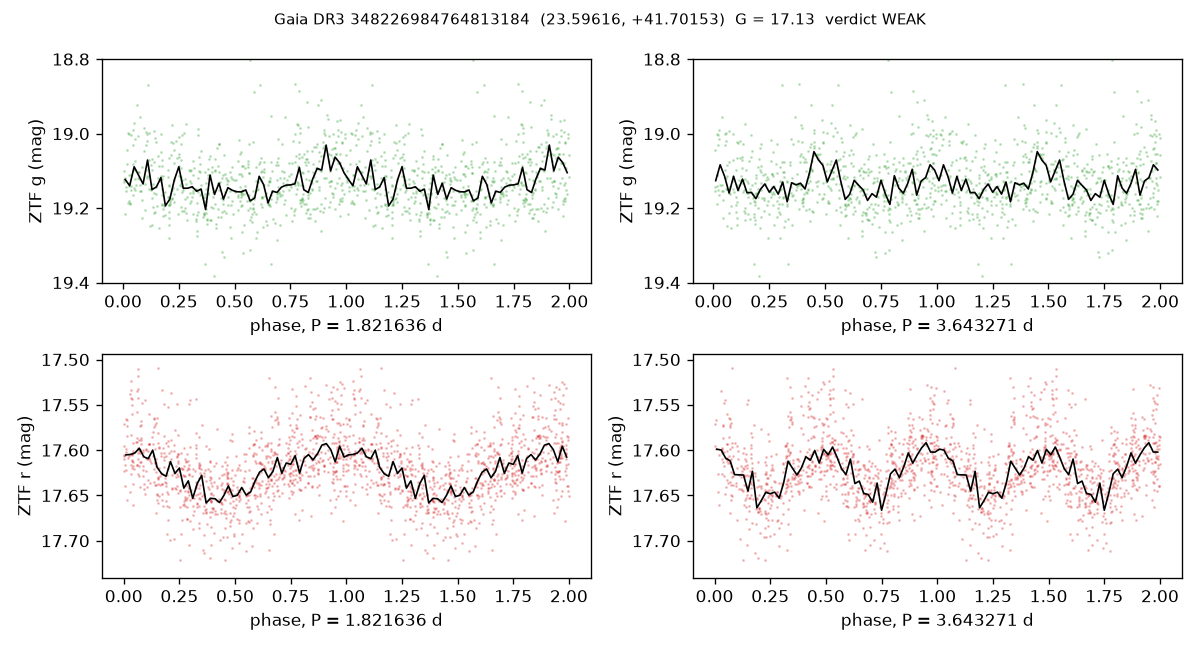 Gaia DR3 348226984764813184  (23.59616, +41.70153)  G = 17.13  verdict WEAK
18.8
19.0
19.2
19.4
ZTF g (mag)
0.00 0.25 0.50 0.75 1.00 1.25 1.50 1.75 2.00
phase, P = 1.821636 d
18.8
19.0
19.2
19.4
ZTF g (mag)
0.00 0.25 0.50 0.75 1.00 1.25 1.50 1.75 2.00
phase, P = 3.643271 d
17.50
17.55
17.60
17.65
17.70
ZTF r (mag)
0.00 0.25 0.50 0.75 1.00 1.25 1.50 1.75 2.00
phase, P = 1.821636 d
17.50
17.55
17.60
17.65
17.70
ZTF r (mag)
0.00 0.25 0.50 0.75 1.00 1.25 1.50 1.75 2.00
phase, P = 3.643271 d